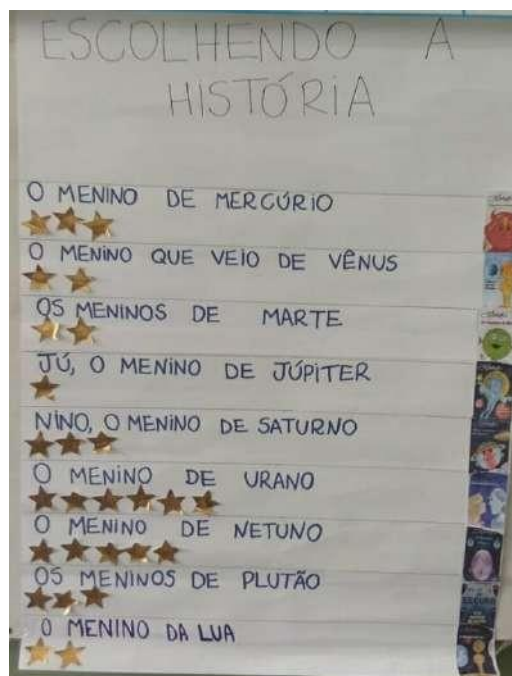 ESCOLHENDO A
HISTÓRIA
O MENINO DE MERCÚRIO
O MENINO QUE VEIO DE VÊNUS
OS MENINOS DE MARTE
JÚ, O MENINO DE JÚPITER
NINO, O MENINO DE SATURNO
O MENINO DE URANO
O MENINO DE NETUNO
OS MENINOS DE PLUTÃO
O MENINO DA LUA